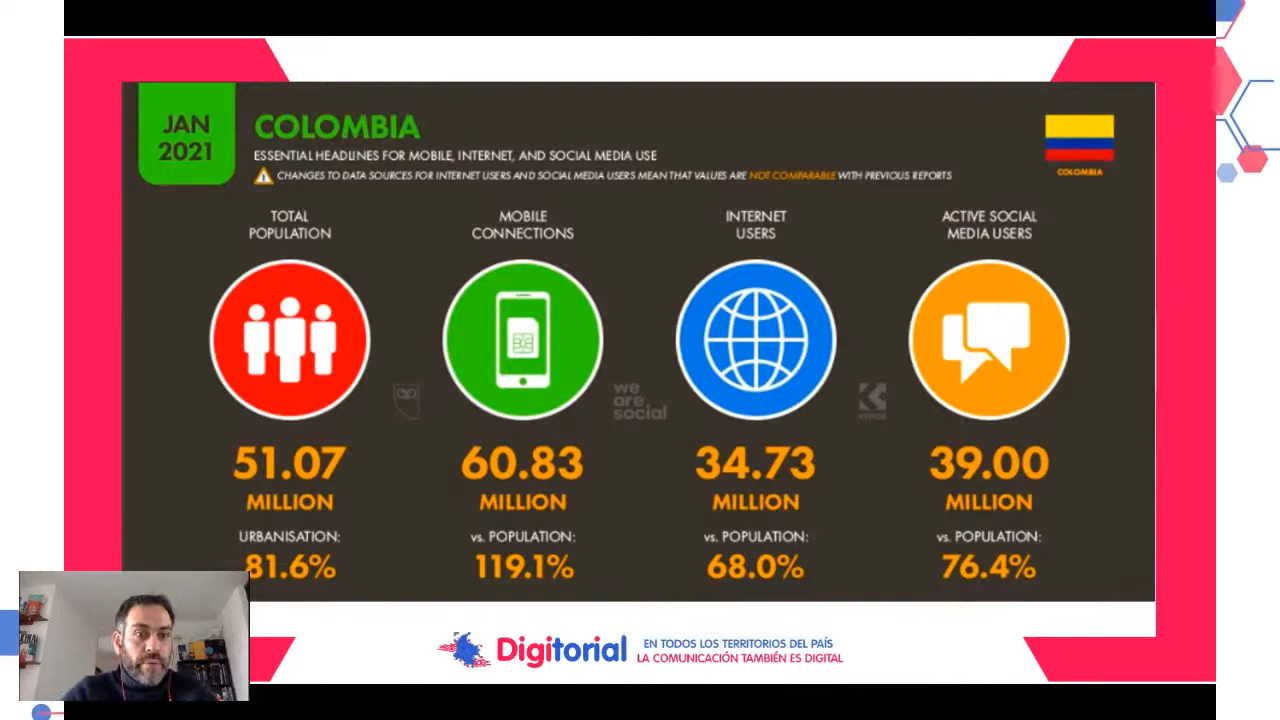 JAN
2021
COLOMBIA
ESSENTIAL HEADLINES FOR MOBILE, INTERNET, AND SOCIAL MEDIA USE
CHANGES TO DATA SOURCES FOR INTERNET USERS AND SOCIAL MEDIA USERS MEAN THAT VALUES ARE NOT COMPARABLE WITH PREVIOUS REPORTS
COLOMBIA
TOTAL
POPULATION
51.07
MILLION
URBANISATION:
81.6%
MOBILE
CONNECTIONS
60.83
MILLION
vs. POPULATION:
119.1%
INTERNET
USERS
34.73
MILLION
vs. POPULATION:
68.0%
ACTIVE SOCIAL
MEDIA USERS
39.00
MILLION
vs. POPULATION:
76.4%
we
are
social
Digitorial
EN TODOS LOS TERRITORIOS DEL PAÍS
LA COMUNICACIÓN TAMBIÉN ES DIGITAL